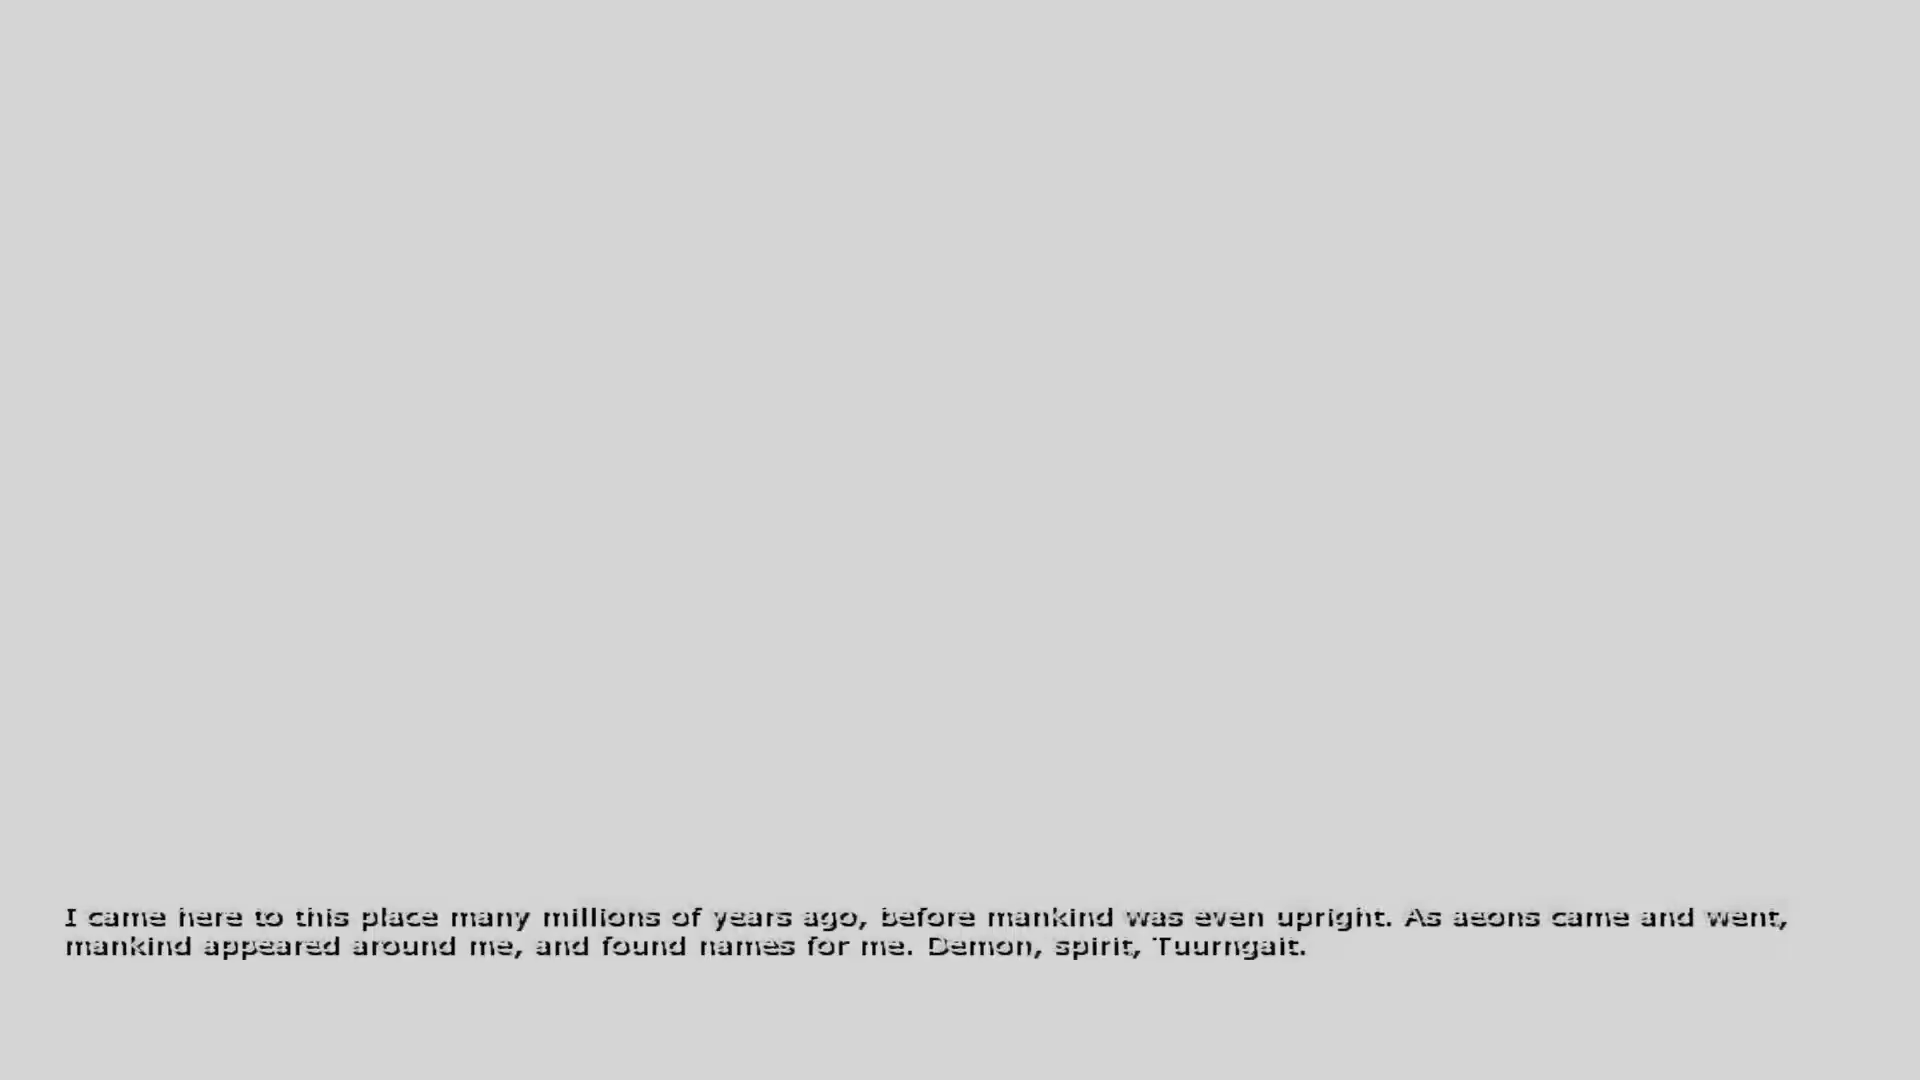 I came here to this place many millions of years ago, before mankind was even upright. As aeons came and went,
mankind appeared around me, and found names for me. Demon, spirit, Tuurngait.